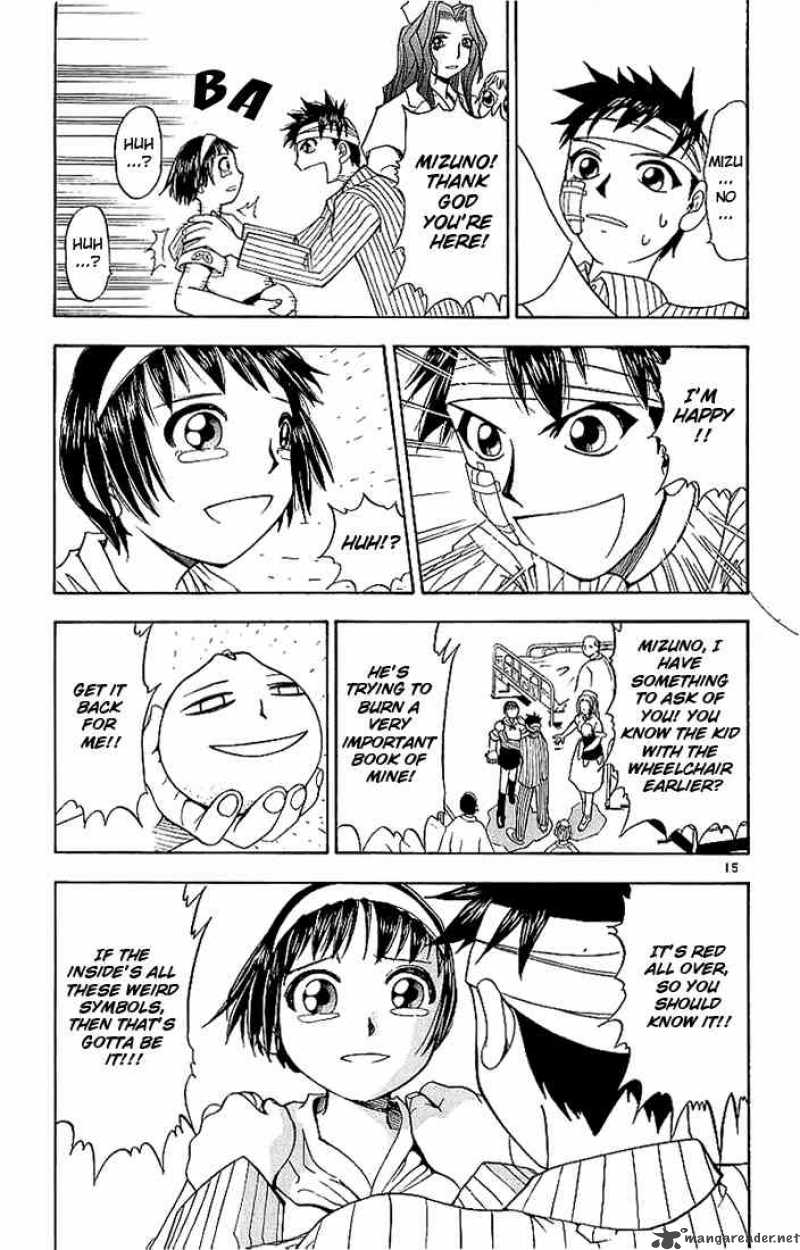 MIZU
...
NO
...
MIZUNO!
THANK
GOD
YOU'RE
HERE!
BA
HUH
...?
HUH
...?
I'M
HAPPY
!!
HUH!?
MIZUNO, I
HAVE
SOMETHING
TO ASK OF
YOU! YOU
KNOW THE KID
WITH THE
WHEELCHAIR
EARLIER?
HE'S
TRYING TO
BURN A
VERY
IMPORTANT
BOOK OF
MINE!
GET IT
BACK
FOR
ME!!
15
IT'S RED
ALL OVER,
SO YOU
SHOULD
KNOW IT!!
IF THE
INSIDE'S ALL
THESE WEIRD
SYMBOLS,
THEN THAT'S
GOTTA BE
IT!!!
mangareader.net